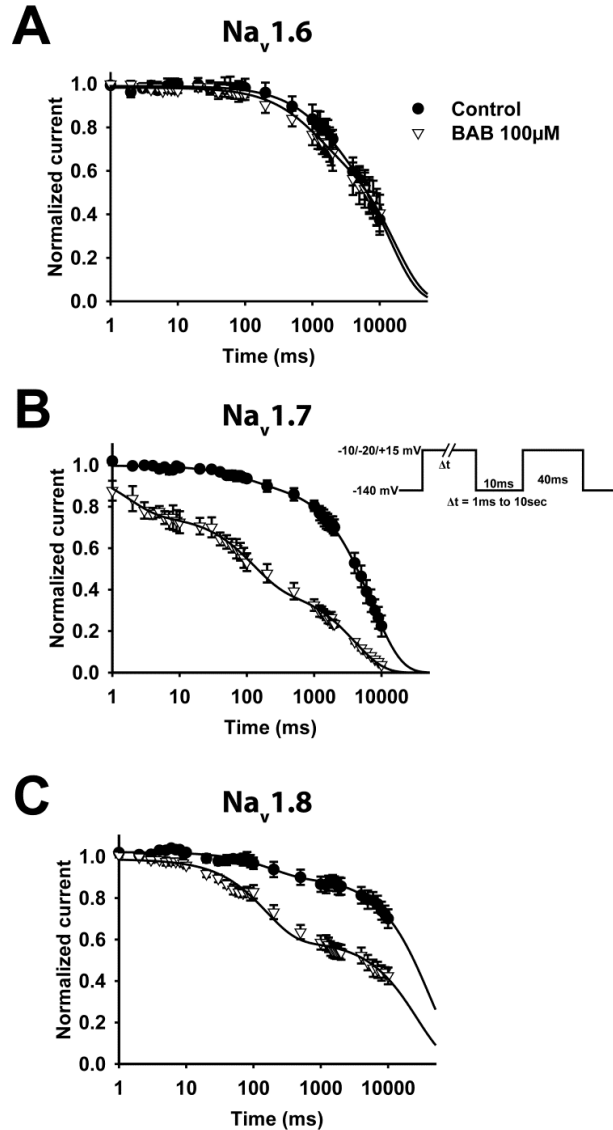 A
Nav1.6
Normalized current
1.0
0.8
0.6
0.4
0.2
0.0
1 10 100 1000 10000
Time (ms)
Control
BAB 100μM
B
Nav1.7
Normalized current
1.0
0.8
0.6
0.4
0.2
0.0
1 10 100 1000 10000
Time (ms)
-10/-20/+15 mV
Δt
-140 mV
10ms
40ms
Δt = 1ms to 10sec
C
Nav1.8
Normalized current
1.0
0.8
0.6
0.4
0.2
0.0
1 10 100 1000 10000
Time (ms)